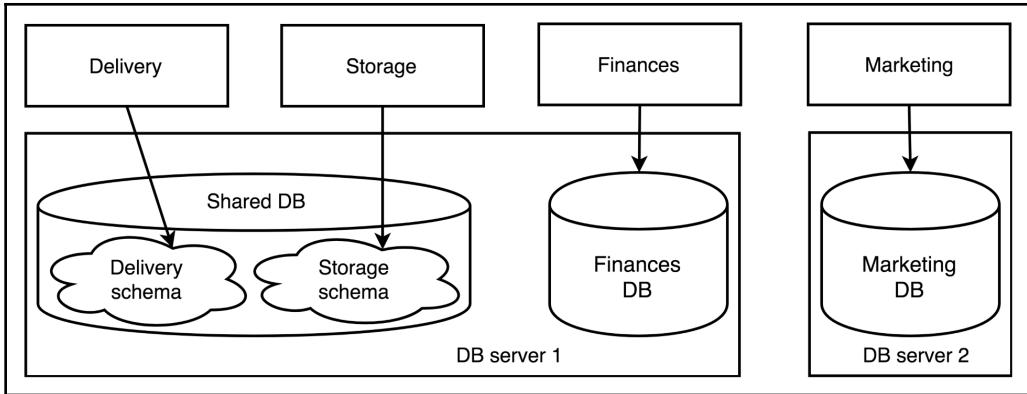 Delivery
Storage
Finances
Marketing
Shared DB
Delivery
schema
Storage
schema
Finances
DB
Marketing
DB
DB server 1
DB server 2